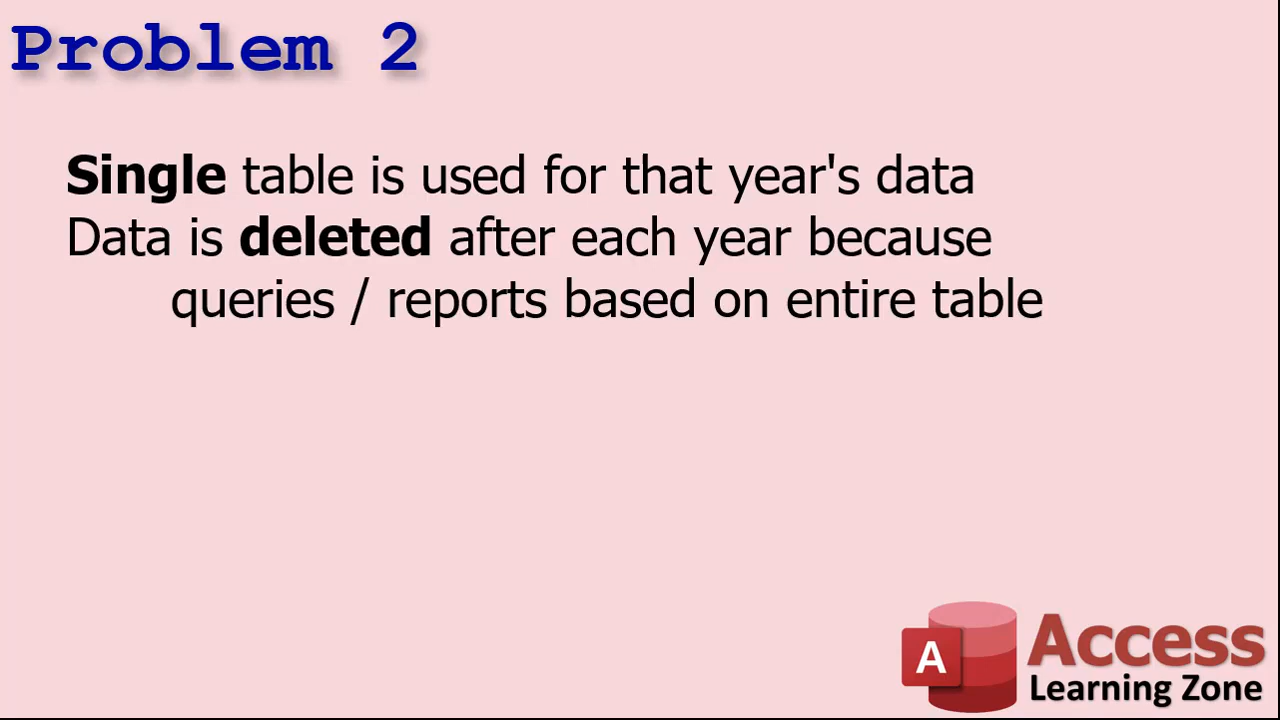 Problem 2
Single table is used for that year's data
Data is deleted after each year because
queries / reports based on entire table
A
Access
Learning Zone